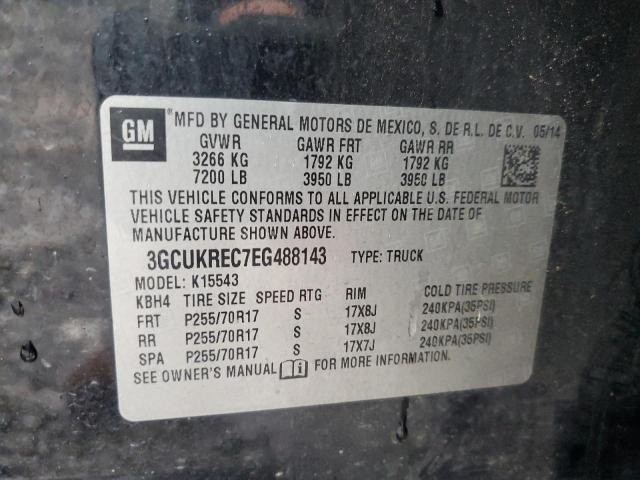 GM ®MFD BY GENERAL MOTORS DE MEXICO, S. DE R.L. DE C.V. 05/14
GVWR GAWR FRT GAWR RR
3266 KG 1792 KG 1792 KG
7200 LB 3950 LB 3950 LB
THIS VEHICLE CONFORMS TO ALL APPLICABLE U.S. FEDERAL MOTOR
VEHICLE SAFETY STANDARDS IN EFFECT ON THE DATE OF
MANUFACTURE SHOWN ABOVE.
3GCUKREC7EG488143 TYPE: TRUCK
MODEL: K15543
KBH4 TIRE SIZE SPEED RTG RIM COLD TIRE PRESSURE
FRT P255/70R17 S 17X8J 240KPA(35PSI)
RR P255/70R17 S 17X8J 240KPA(35PSI)
SPA P255/70R17 S 17X7J 240KPA(35PSI)
SEE OWNER'S MANUAL FOR MORE INFORMATION.